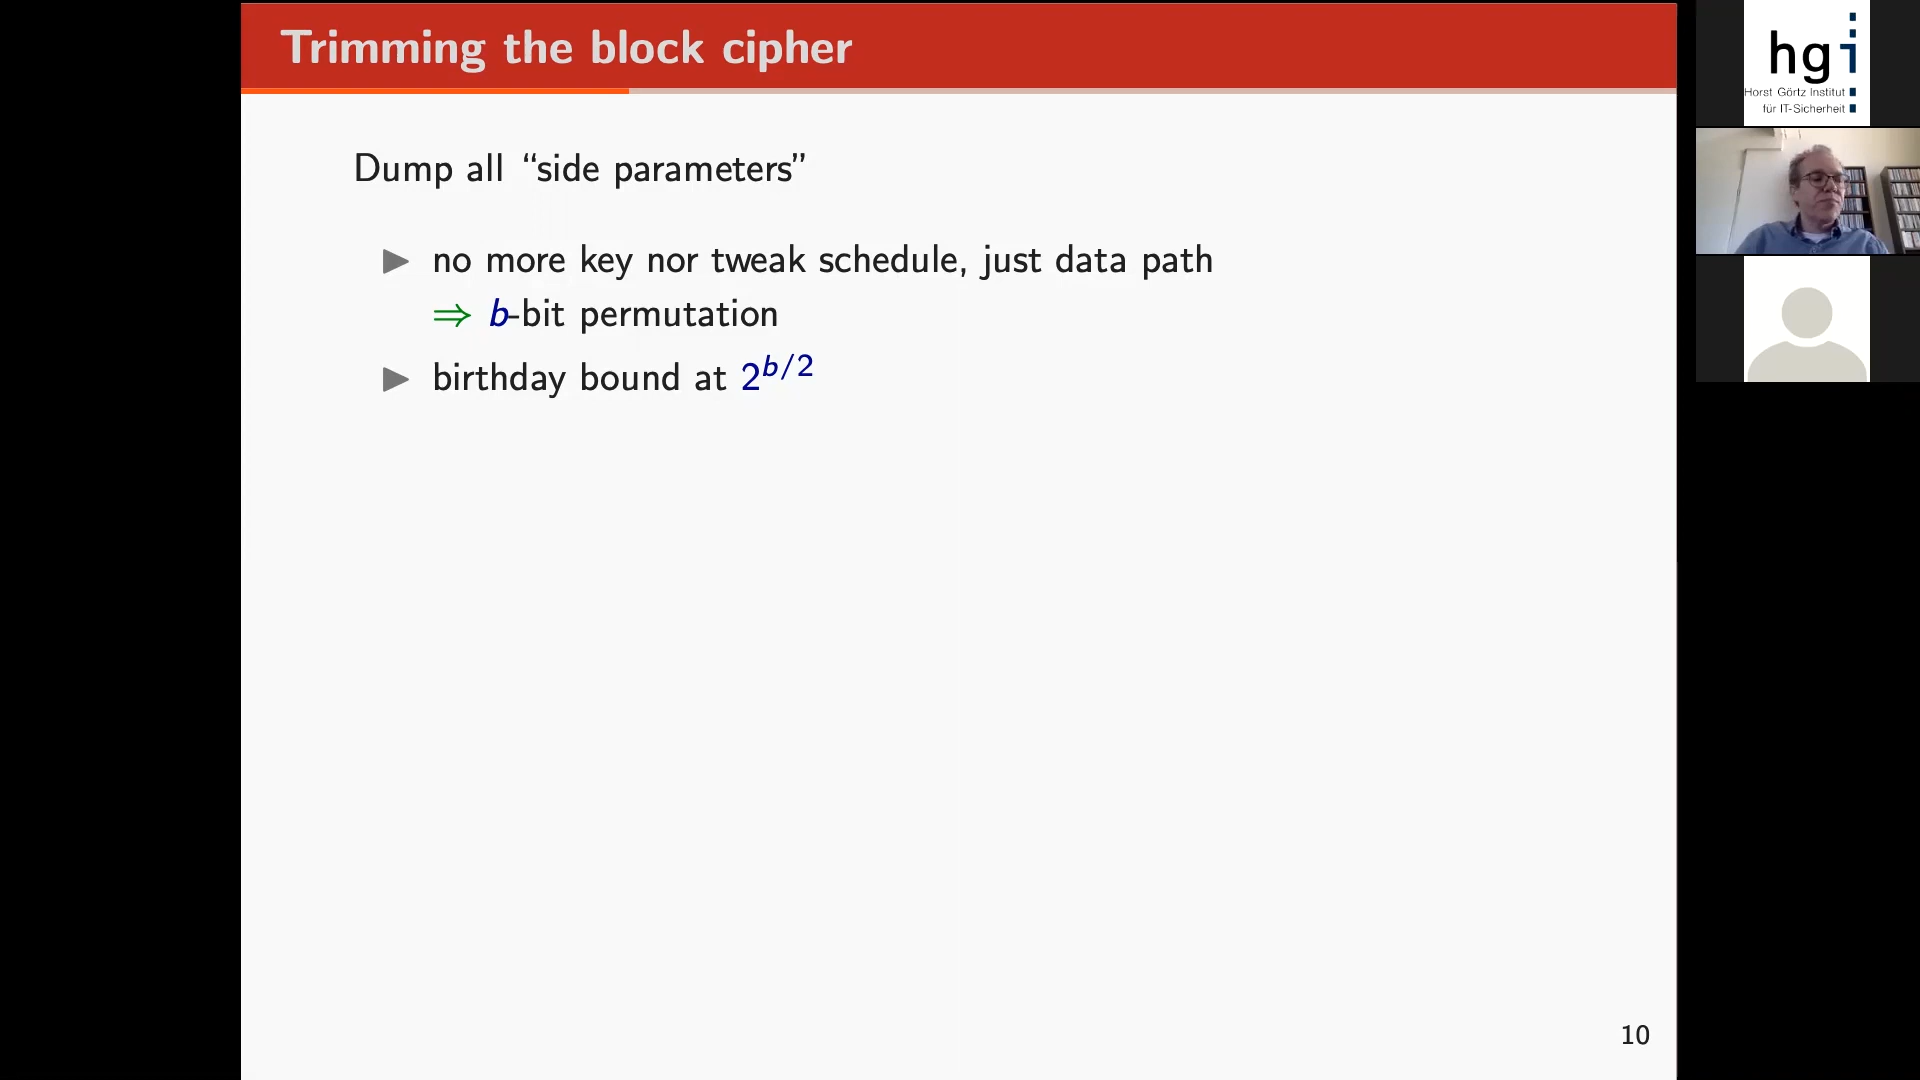 Trimming the block cipher
Dump all “side parameters”
▶ no more key nor tweak schedule, just data path
⇒ b-bit permutation
▶ birthday bound at 2^{b/2}
10
hgi
Horst Görtz Institut
für IT-Sicherheit